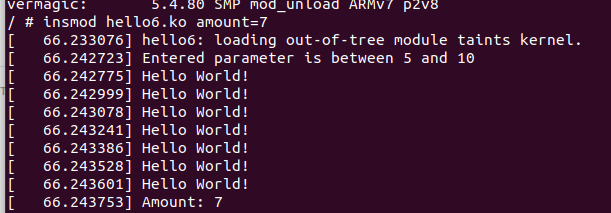 vermagic:       5.4.80 SMP mod_unload ARMv7 p2v8
/ # insmod hello6.ko amount=7
[   66.233076] hello6: loading out-of-tree module taints kernel.
[   66.242723] Entered parameter is between 5 and 10
[   66.242775] Hello World!
[   66.242999] Hello World!
[   66.243078] Hello World!
[   66.243241] Hello World!
[   66.243386] Hello World!
[   66.243528] Hello World!
[   66.243601] Hello World!
[   66.243753] Amount: 7